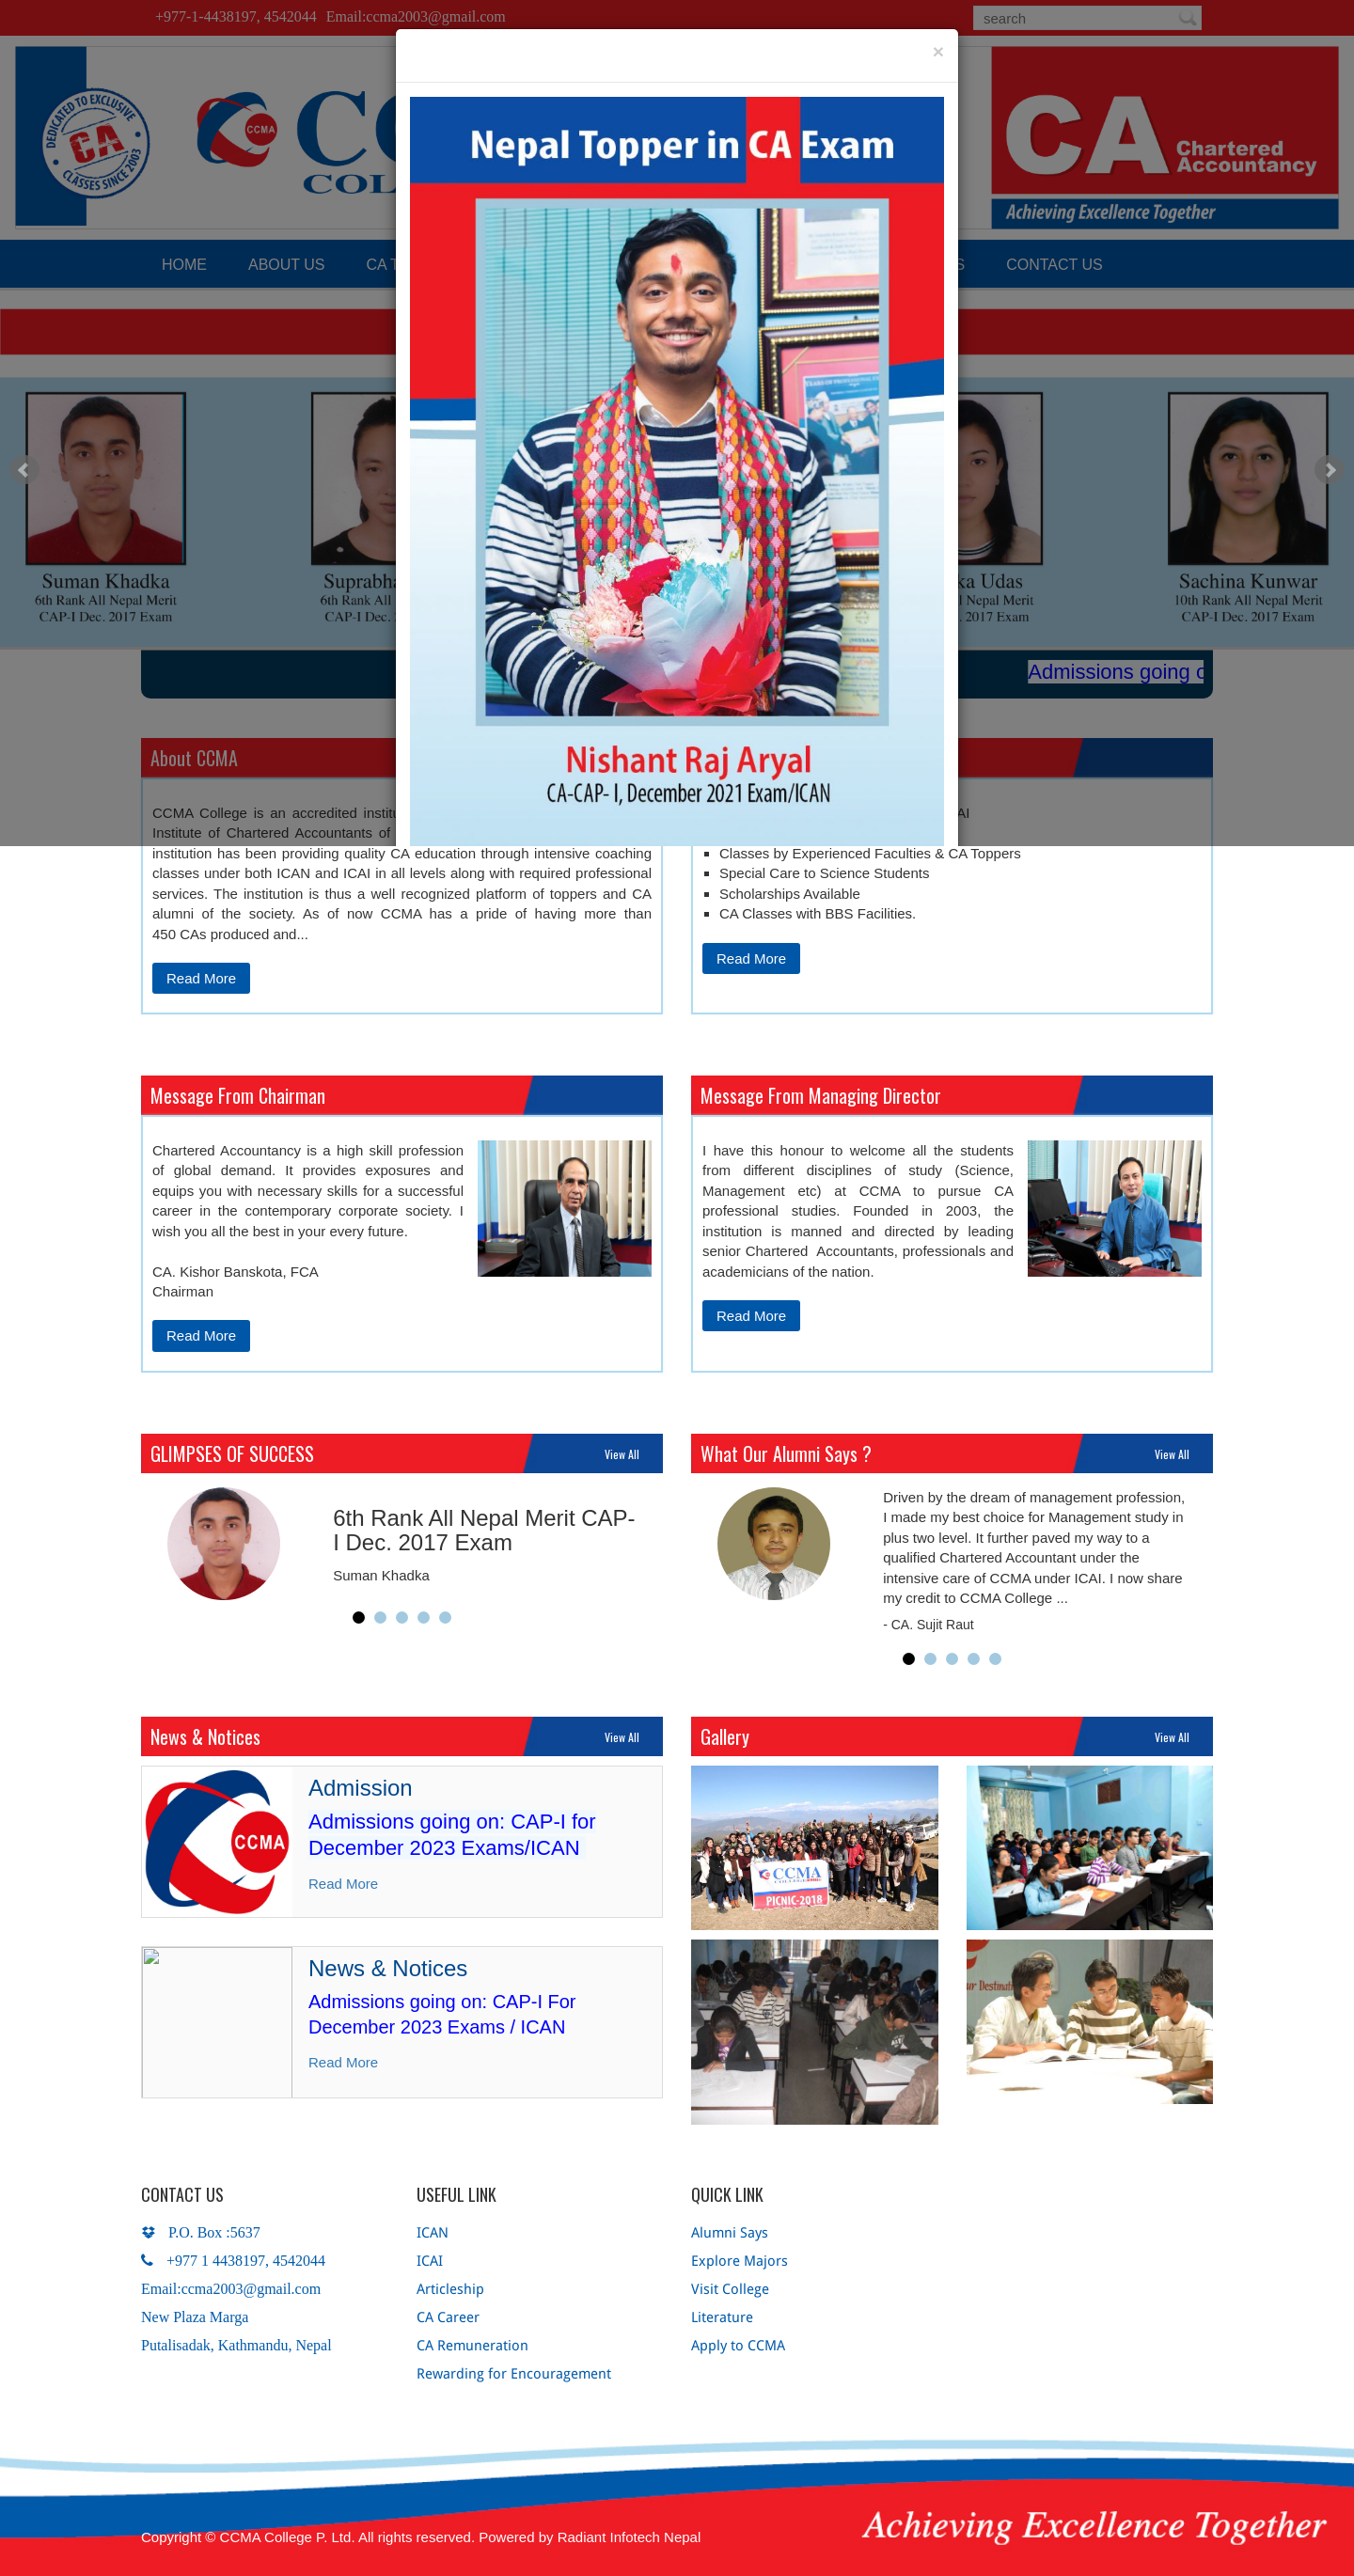 +977-1-4438197, 4542044 Email:ccma2003@gmail.com
search
×
DEDICATED TO EXCLUSIVE
CA
CLASSES SINCE 2003
CCMA
CA Chartered Accountancy
Achieving Excellence Together
HOME ABOUT US CA CONTACT US
Nepal Topper in CA Exam
Nishant Raj Aryal
CA-CAP- I, December 2021 Exam/ICAN
Suman Khadka
6th Rank All Nepal Merit
CAP-I Dec. 2017 Exam
6th Rank All
CAP-I Dec.
Udas
Nepal Merit
2017 Exam
Sachina Kunwar
10th Rank All Nepal Merit
CAP-I Dec. 2017 Exam
Admissions going
About CCMA
CCMA College is an accredited
Institute of Chartered Accountants of
institution has been providing quality CA education through intensive coaching
classes under both ICAN and ICAI in all levels along with required professional
services. The institution is thus a well recognized platform of toppers and CA
alumni of the society. As of now CCMA has a pride of having more than
450 CAs produced and...
Read More
Classes by Experienced Faculties & CA Toppers
Special Care to Science Students
Scholarships Available
CA Classes with BBS Facilities.
Read More
Message From Chairman
Chartered Accountancy is a high skill profession
of global demand. It provides exposures and
equips you with necessary skills for a successful
career in the contemporary corporate society. I
wish you all the best in your every future.
CA. Kishor Banskota, FCA
Chairman
Read More
Message From Managing Director
I have this honour to welcome all the students
from different disciplines of study (Science,
Management etc) at CCMA to pursue CA
professional studies. Founded in 2003, the
institution is manned and directed by leading
senior Chartered Accountants, professionals and
academicians of the nation.
Read More
GLIMPSES OF SUCCESS View All
6th Rank All Nepal Merit CAP-
I Dec. 2017 Exam
Suman Khadka
What Our Alumni Says ? View All
Driven by the dream of management profession,
I made my best choice for Management study in
plus two level. It further paved my way to a
qualified Chartered Accountant under the
intensive care of CCMA under ICAI. I now share
my credit to CCMA College ...
- CA. Sujit Raut
News & Notices View All
CCMA
Admission
Admissions going on: CAP-I for
December 2023 Exams/ICAN
Read More
News & Notices
Admissions going on: CAP-I For
December 2023 Exams / ICAN
Read More
Gallery View All
CCMA
PICNIC-2018
CONTACT US
P.O. Box :5637
+977 1 4438197, 4542044
Email:ccma2003@gmail.com
New Plaza Marga
Putalisadak, Kathmandu, Nepal
USEFUL LINK
ICAN
ICAI
Articleship
CA Career
CA Remuneration
Rewarding for Encouragement
QUICK LINK
Alumni Says
Explore Majors
Visit College
Literature
Apply to CCMA
Copyright © CCMA College P. Ltd. All rights reserved. Powered by Radiant Infotech Nepal
Achieving Excellence Together